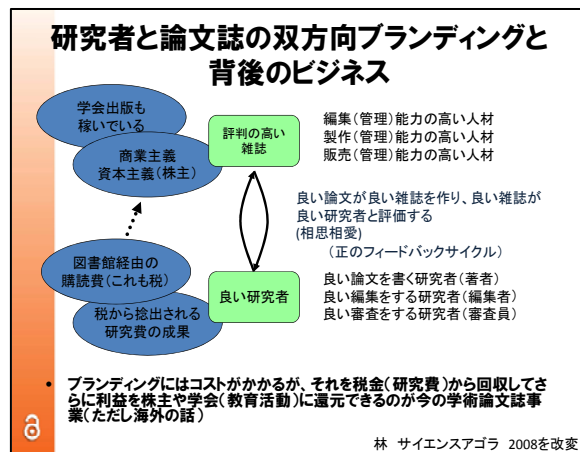 研究者と論文誌の双方向ブランディングと
背後のビジネス
学会出版も
稼いでいる
商業主義
資本主義(株主)
評判の高い
雑誌
編集(管理)能力の高い人材
製作(管理)能力の高い人材
販売(管理)能力の高い人材
良い論文が良い雑誌を作り、良い雑誌が
良い研究者と評価する
(相思相愛)
(正のフィードバックサイクル)
図書館経由の
購読費(これも税)
税から捻出される
研究費の成果
良い研究者
良い論文を書く研究者(著者)
良い編集をする研究者(編集者)
良い審査をする研究者(審査員)
• ブランディングにはコストがかかるが、それを税金(研究費)から回収してさ
らに利益を株主や学会(教育活動)に還元できるのが今の学術論文誌事
業(ただし海外の話)
林 サイエンスアゴラ 2008を改変